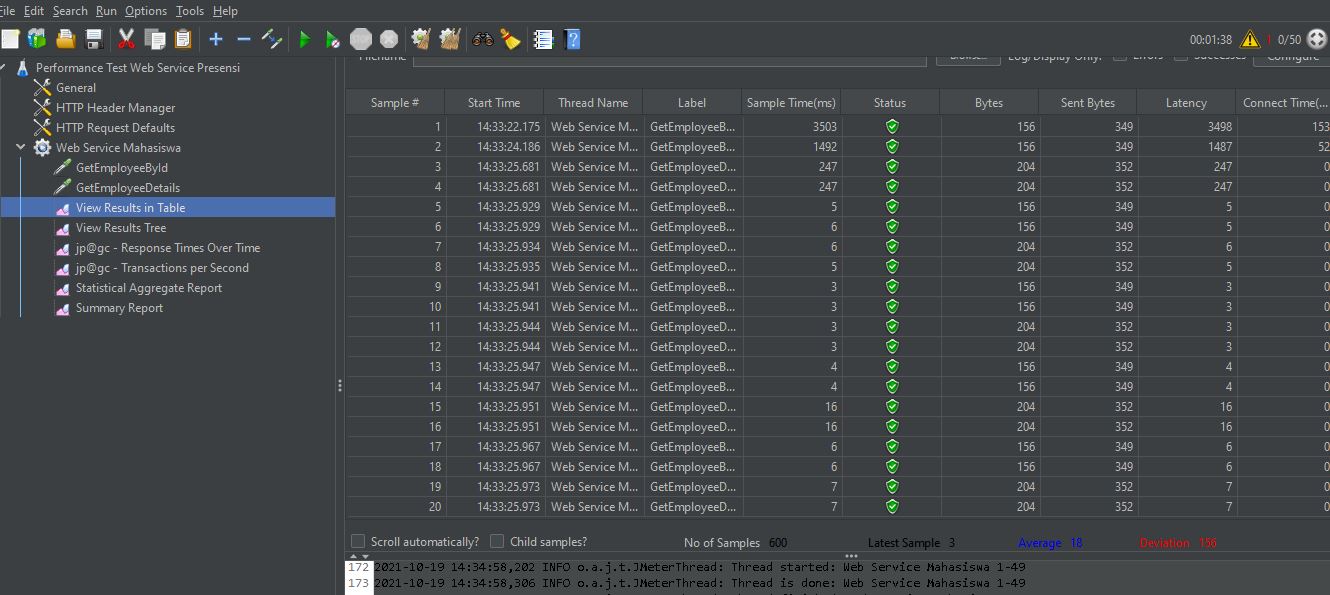 File Edit Search Run Options Tools Help
00:01:38 1 0/50
Performance Test Web Service Presensi
General
HTTP Header Manager
HTTP Request Defaults
Web Service Mahasiswa
GetEmployeeById
GetEmployeeDetails
View Results in Table
View Results Tree
jp@gc - Response Times Over Time
jp@gc - Transactions per Second
Statistical Aggregate Report
Summary Report
Filename Browse... Log/Display Only: Errors Successes Configure
Sample # Start Time Thread Name Label Sample Time(ms) Status Bytes Sent Bytes Latency Connect Time(...
1 14:33:22.175 Web Service M... GetEmployeeB... 3503 156 349 3498 153
2 14:33:24.186 Web Service M... GetEmployeeB... 1492 156 349 1487 52
3 14:33:25.681 Web Service M... GetEmployeeD... 247 204 352 247 0
4 14:33:25.681 Web Service M... GetEmployeeD... 247 204 352 247 0
5 14:33:25.929 Web Service M... GetEmployeeB... 5 156 349 5 0
6 14:33:25.929 Web Service M... GetEmployeeB... 6 156 349 5 0
7 14:33:25.934 Web Service M... GetEmployeeD... 6 204 352 6 0
8 14:33:25.935 Web Service M... GetEmployeeD... 5 204 352 5 0
9 14:33:25.941 Web Service M... GetEmployeeB... 3 156 349 3 0
10 14:33:25.941 Web Service M... GetEmployeeB... 3 156 349 3 0
11 14:33:25.944 Web Service M... GetEmployeeD... 3 204 352 3 0
12 14:33:25.944 Web Service M... GetEmployeeD... 3 204 352 3 0
13 14:33:25.947 Web Service M... GetEmployeeB... 4 156 349 4 0
14 14:33:25.947 Web Service M... GetEmployeeB... 4 156 349 4 0
15 14:33:25.951 Web Service M... GetEmployeeD... 16 204 352 16 0
16 14:33:25.951 Web Service M... GetEmployeeD... 16 204 352 16 0
17 14:33:25.967 Web Service M... GetEmployeeB... 6 156 349 6 0
18 14:33:25.967 Web Service M... GetEmployeeB... 6 156 349 6 0
19 14:33:25.973 Web Service M... GetEmployeeD... 7 204 352 7 0
20 14:33:25.973 Web Service M... GetEmployeeD... 7 204 352 7 0
Scroll automatically? Child samples? No of Samples 600 Latest Sample 3 Average 18 Deviation 156
172 2021-10-19 14:34:58,202 INFO o.a.j.t.JMeterThread: Thread started: Web Service Mahasiswa 1-49
173 2021-10-19 14:34:58,306 INFO o.a.j.t.JMeterThread: Thread is done: Web Service Mahasiswa 1-49